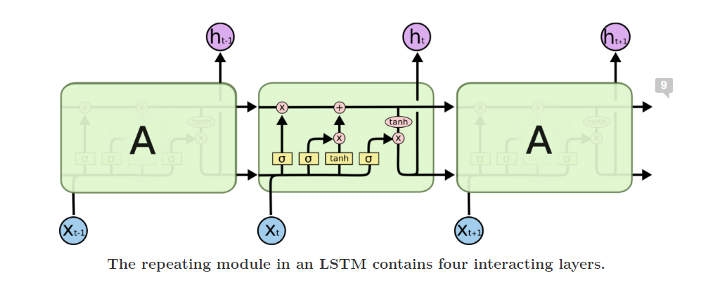 h t-1 h t h t+1
9
A x + tanh x x σ σ tanh σ A
X t-1 X t X t+1
The repeating module in an LSTM contains four interacting layers.